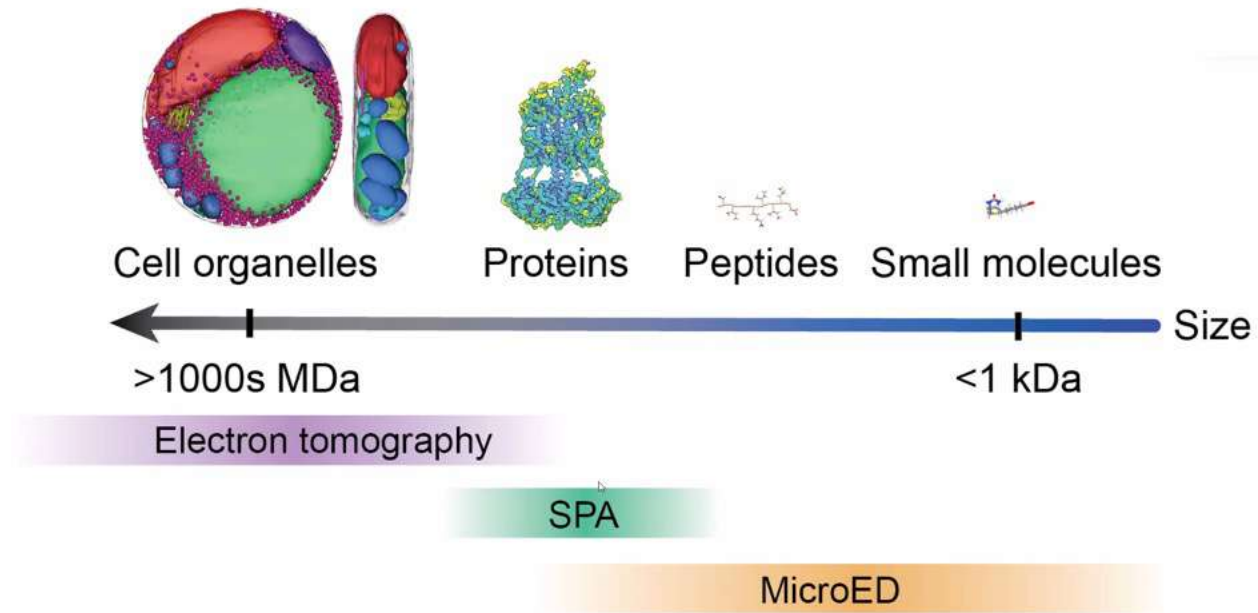 Cell organelles
Proteins
Peptides
Small molecules
Size
>1000s MDa
<1 kDa
Electron tomography
SPA
MicroED